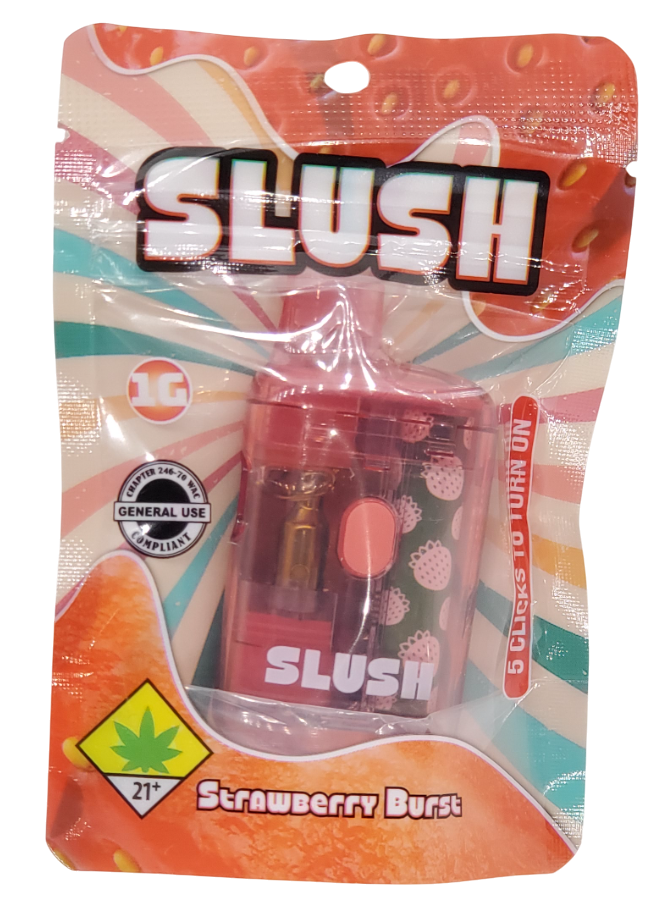 SLUSH
1G
5 CLICKS TO TURN ON
CHAPTER 246-70 WAC
GENERAL USE
COMPLIANT
SLUSH
21+
Strawberry Burst